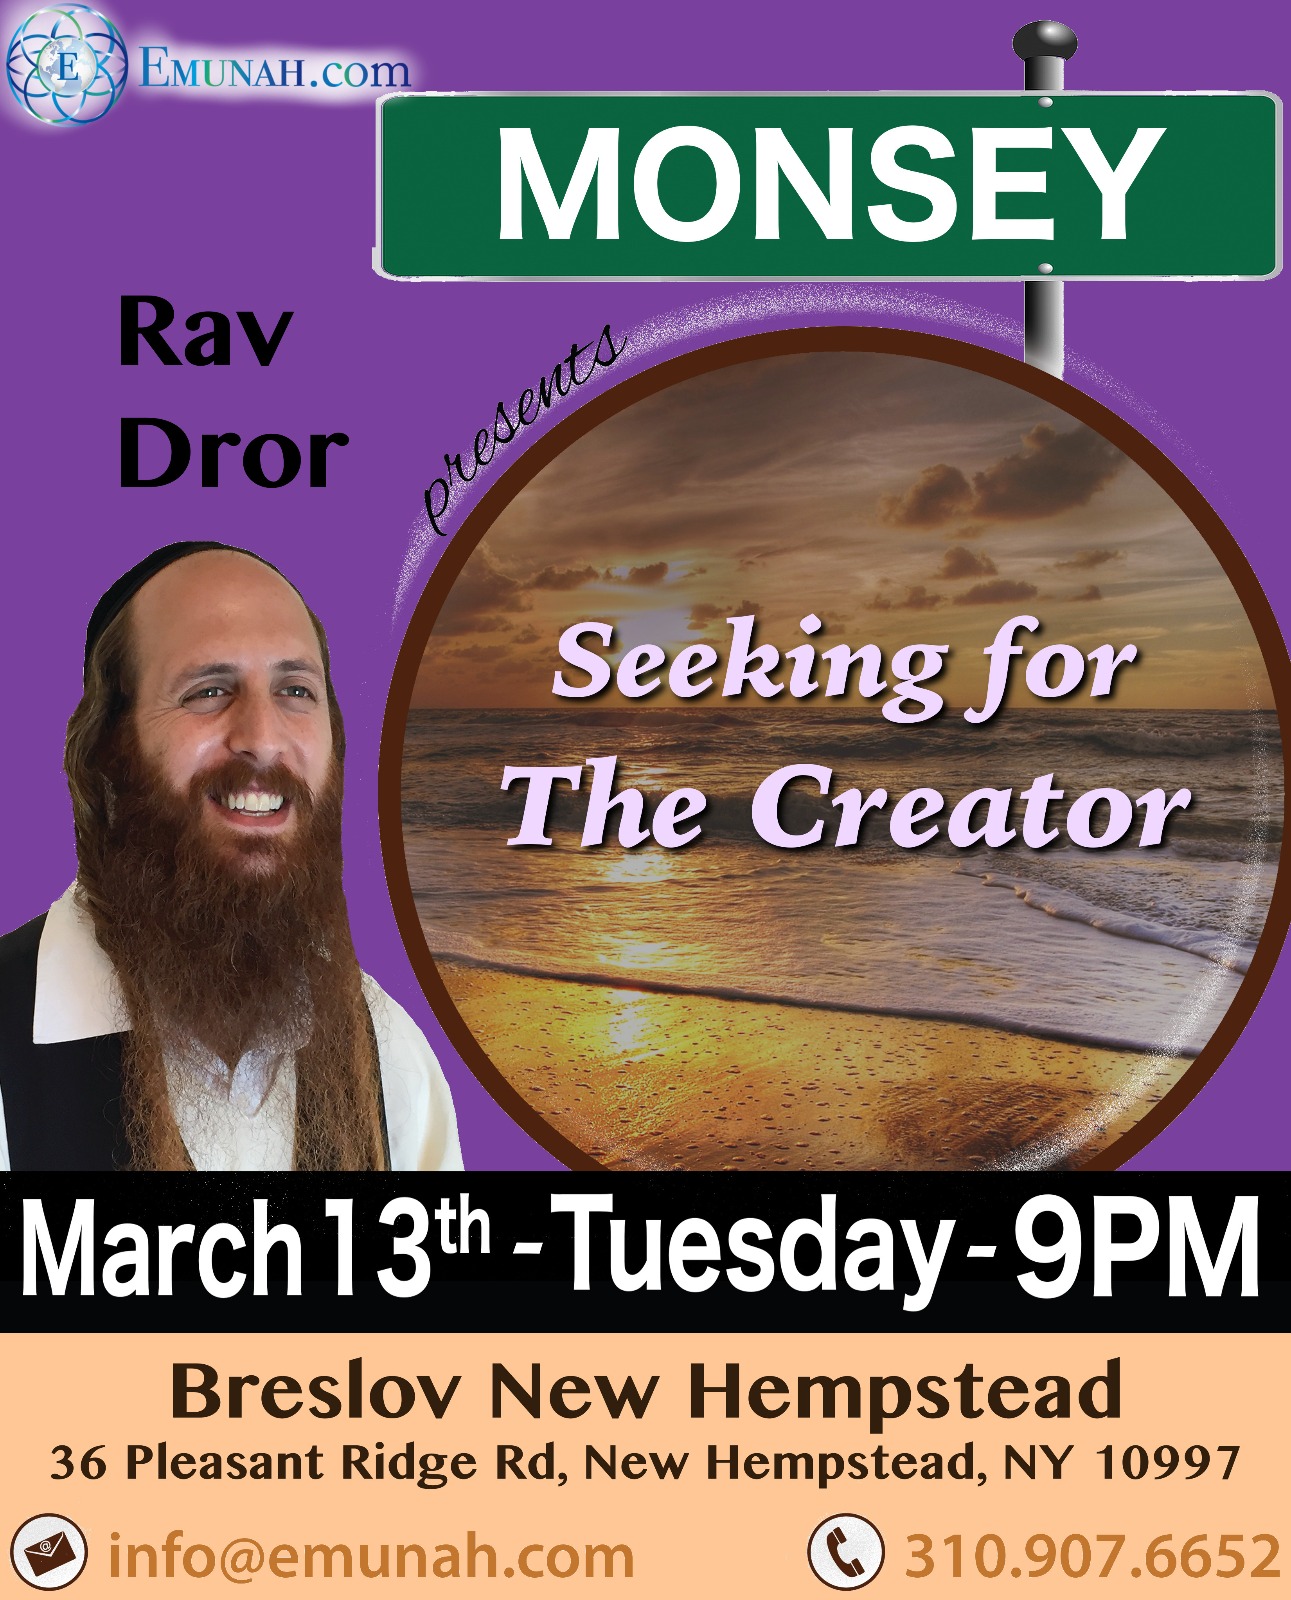 EMUNAH.com
E
MONSEY
Rav
Dror
presents
Seeking for
The Creator
March 13th - Tuesday - 9PM
Breslov New Hempstead
36 Pleasant Ridge Rd, New Hempstead, NY 10997
@
info@emunah.com
310.907.6652